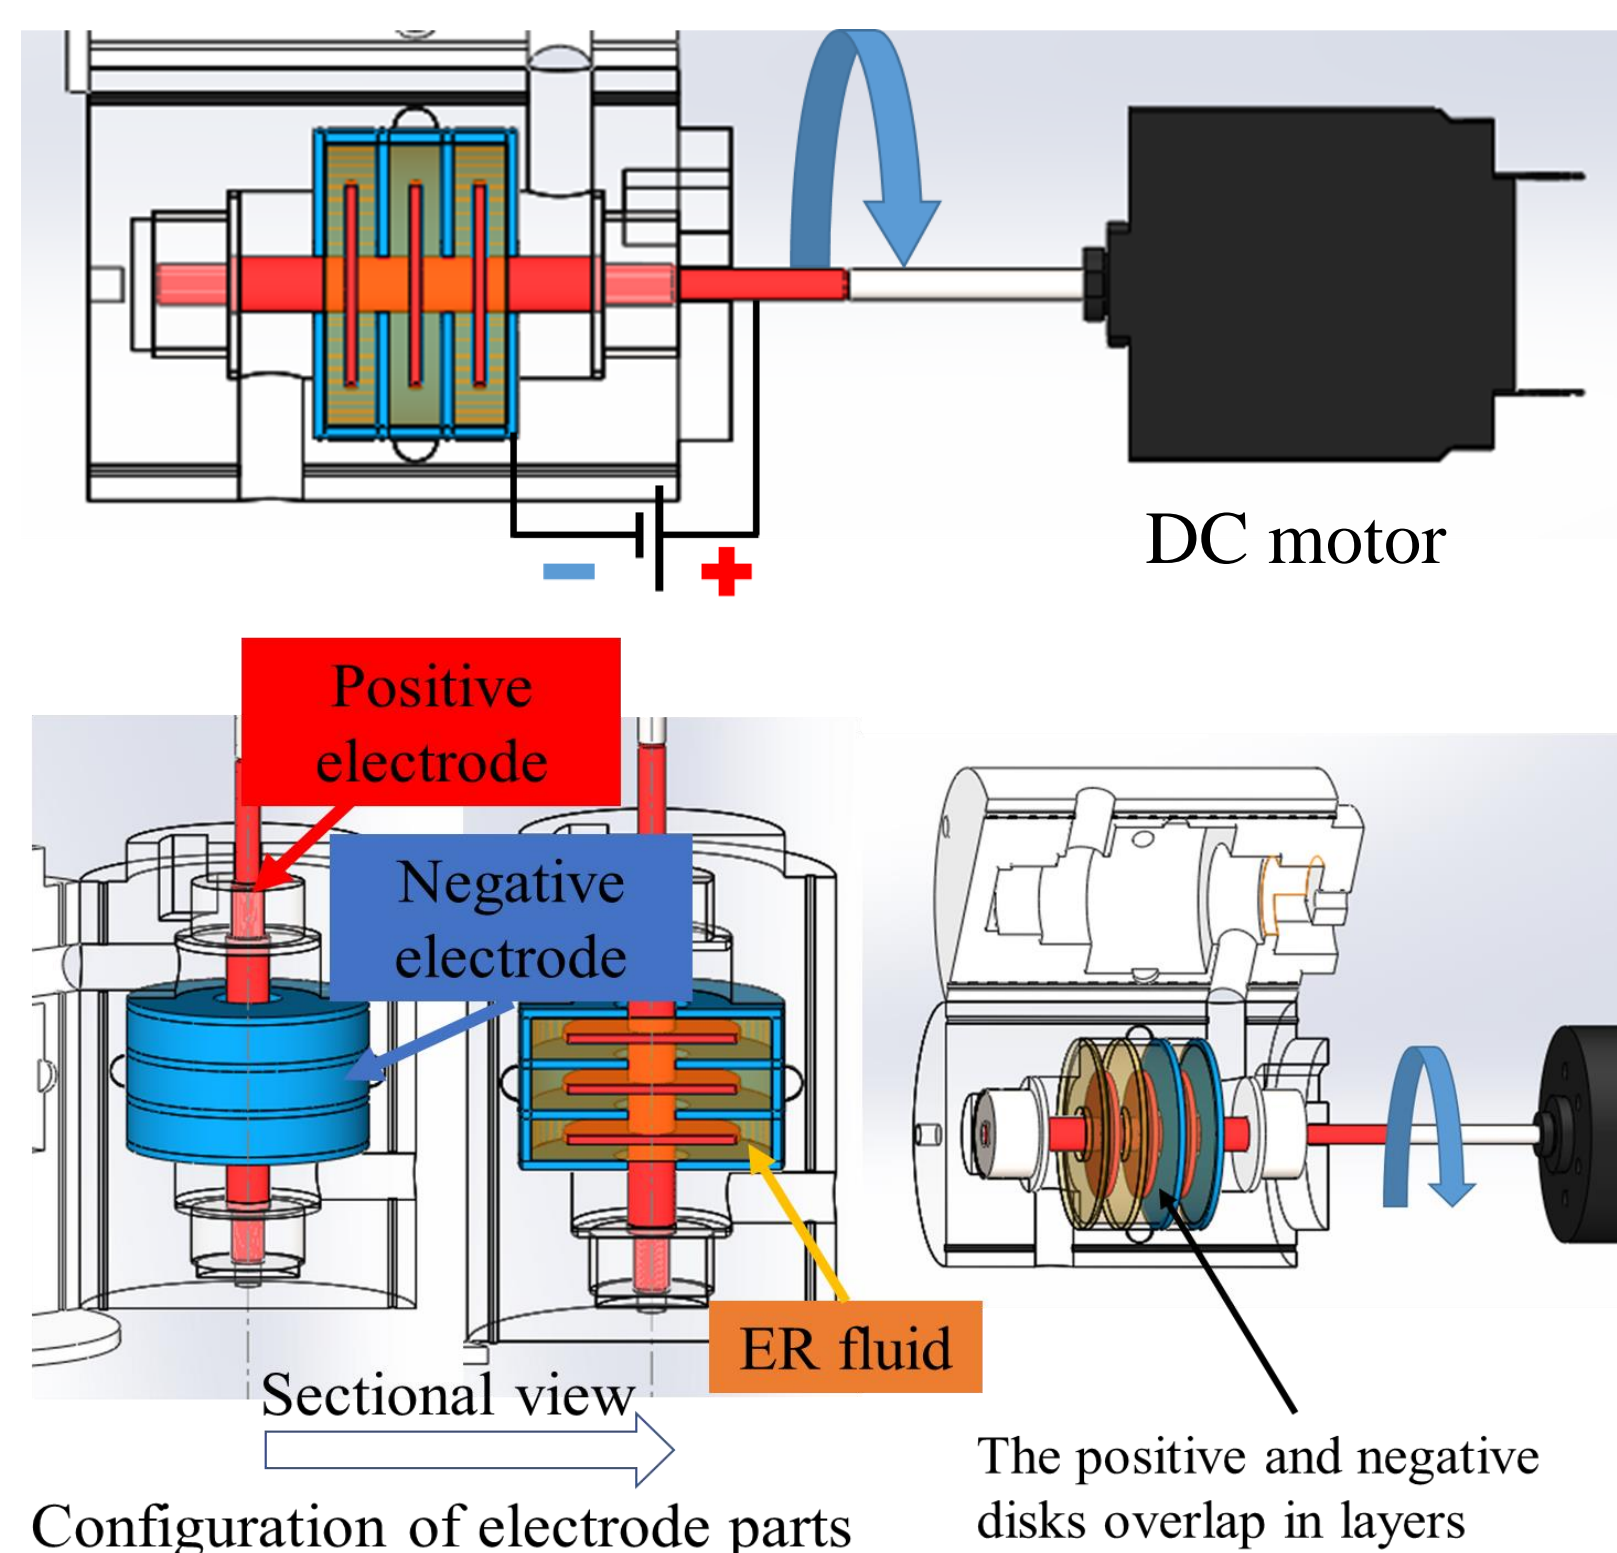 DC motor
Positive
electrode
Negative
electrode
ER fluid
Sectional view
Configuration of electrode parts
The positive and negative
disks overlap in layers